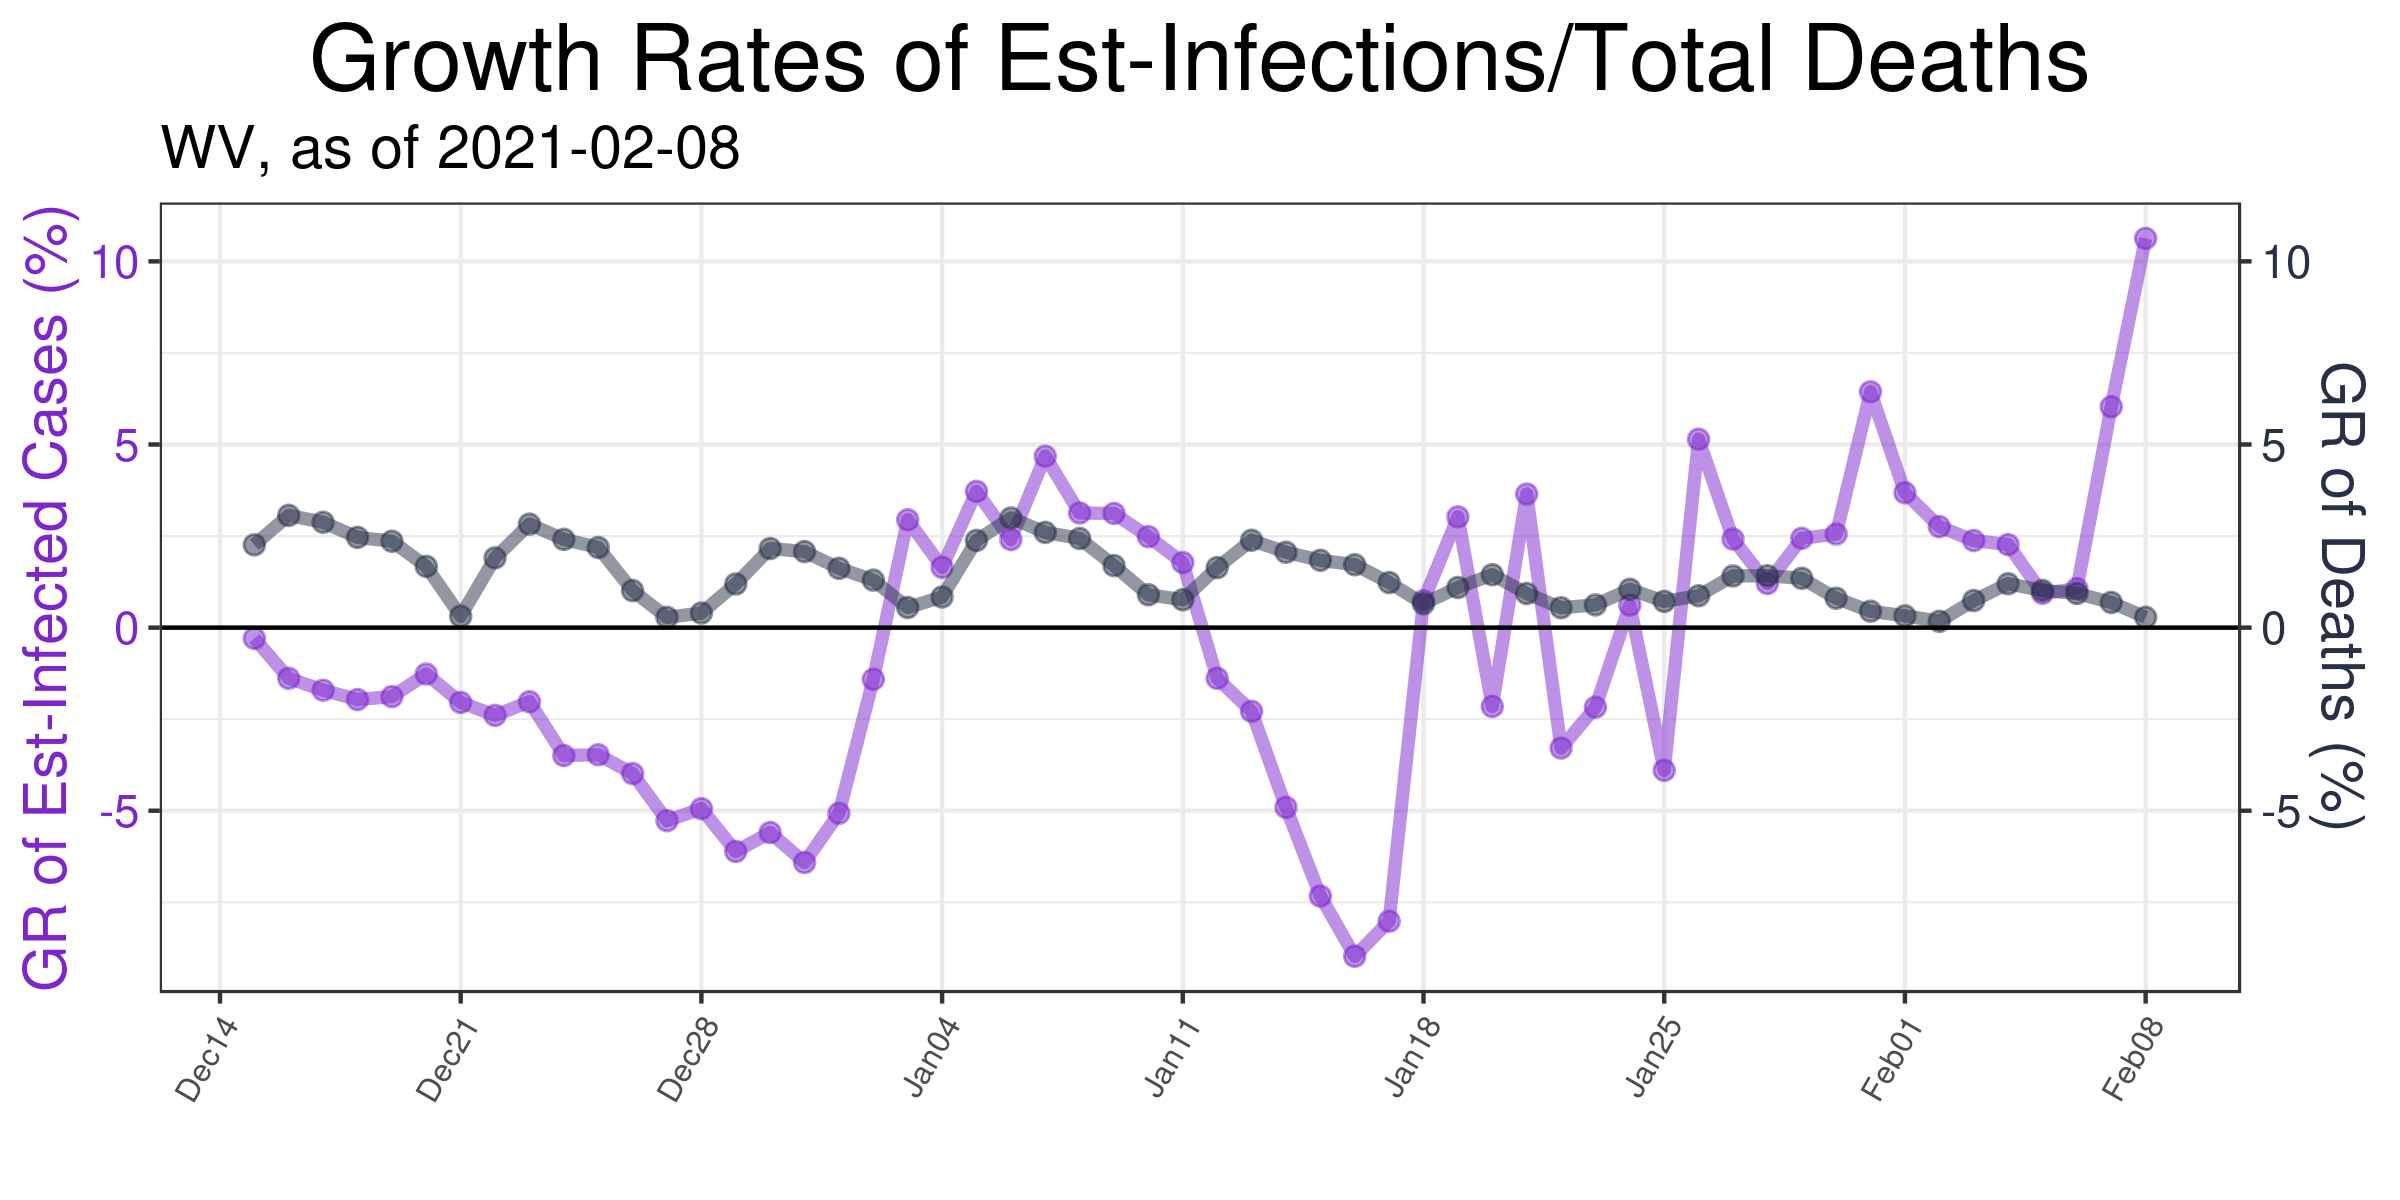 Growth Rates of Est-Infections/Total Deaths
WV, as of 2021-02-08
GR of Est-Infected Cases (%)
10
5
0
-5
10
5
0
-5
GR of Deaths (%)
Dec14
Dec21
Dec28
Jan04
Jan11
Jan18
Jan25
Feb01
Feb08